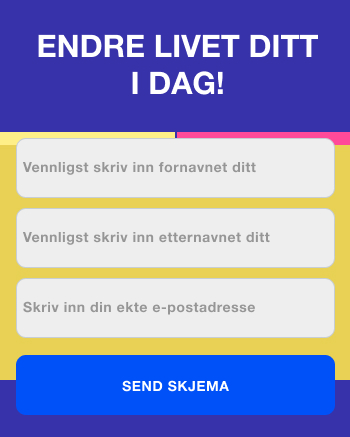 ENDRE LIVET DITT
I DAG!
Vennligst skriv inn fornavnet ditt
Vennligst skriv inn etternavnet ditt
Skriv inn din ekte e-postadresse
SEND SKJEMA